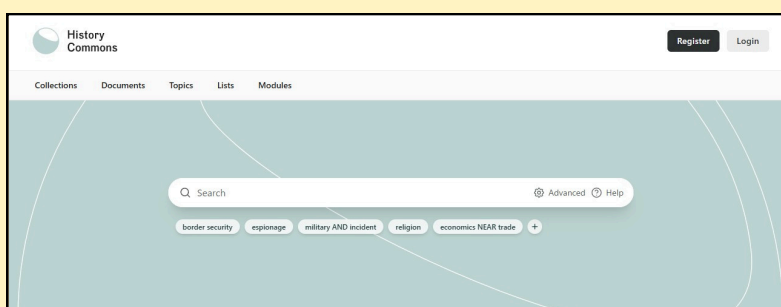 History
Commons
Register Login
Collections Documents Topics Lists Modules
Search Advanced Help
border security espionage military AND incident religion economics NEAR trade +